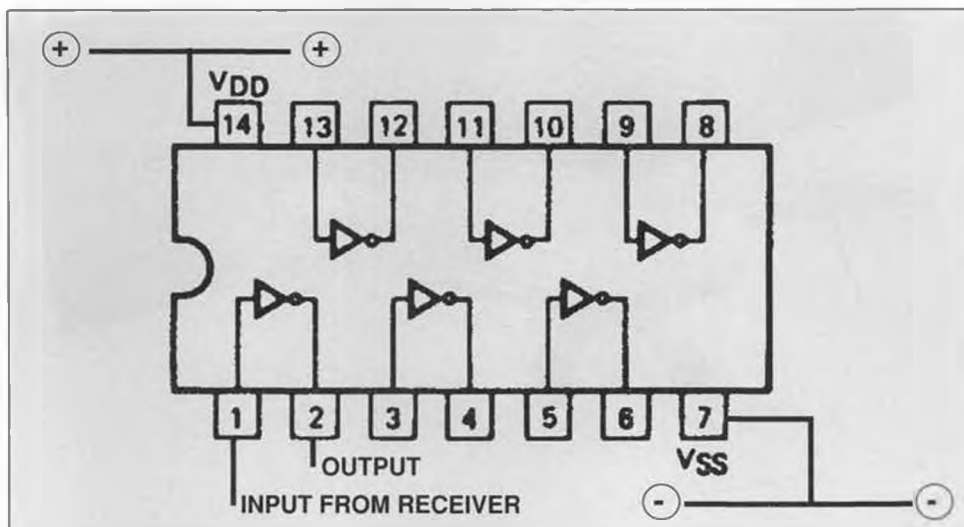 + +
VDD
14 13 12 11 10 9 8
1 2 3 4 5 6 7
VSS
OUTPUT
INPUT FROM RECEIVER
- -